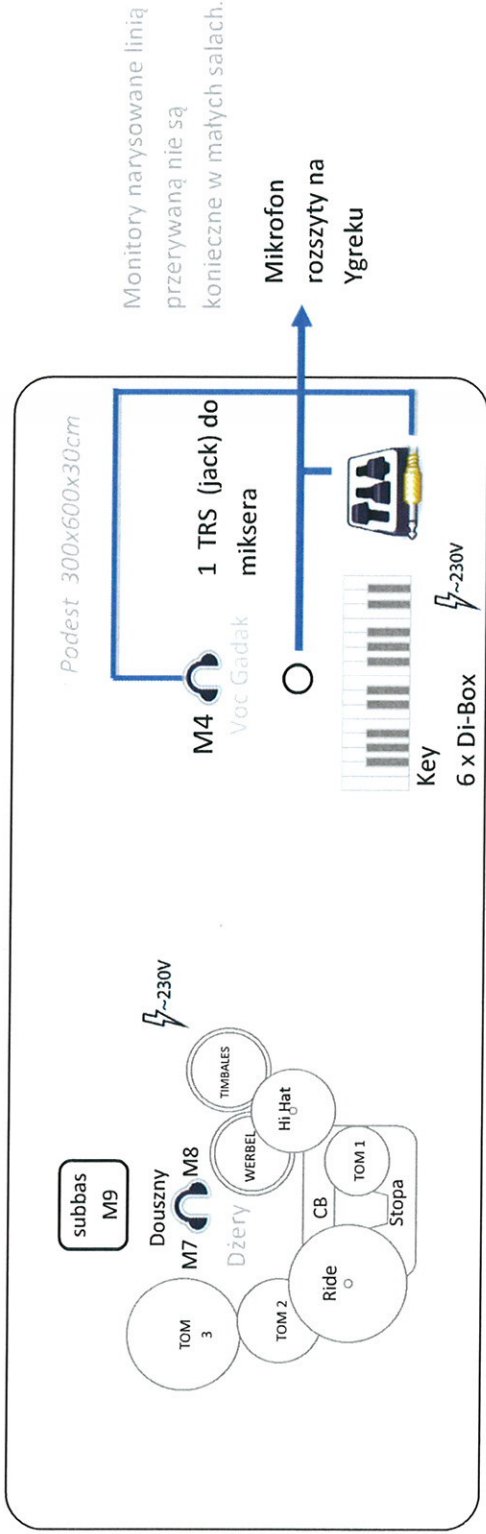 Monitory narysowane linią
przerywaną nie są
konieczne w małych salach.
Podest 300x600x30cm
subbas
M9
Douszny
M7
M8
Dżery
~230V
TOM
3
TOM 2
WERBEL
TIMBALES
Hi Hat
CB
TOM 1
Ride
Stopa
M4
Voc Gadak
1 TRS (jack) do
miksera
Mikrofon
rozszyty na
Ygreku
Key
6 x Di-Box
~230V